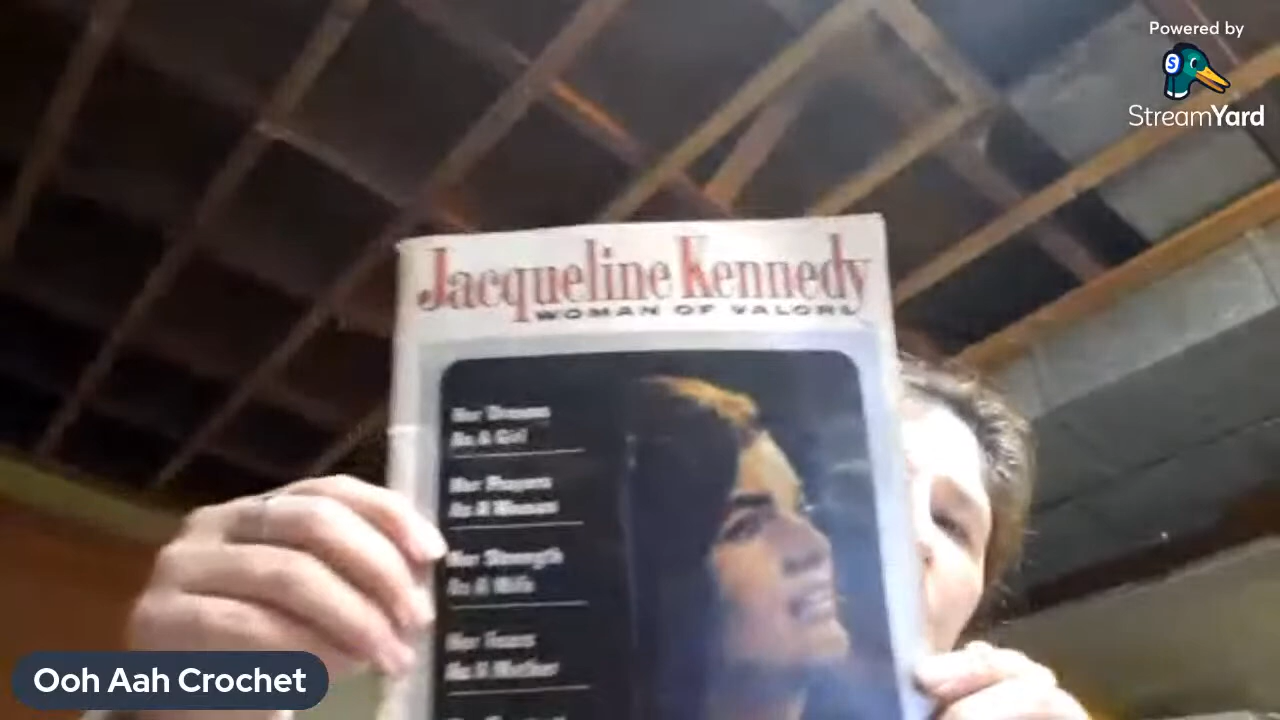 Powered by
StreamYard
Jacqueline Kennedy
WOMAN OF VALOR
Her Dreams
As A Girl
Her Prayers
As A Woman
Her Strength
As A Wife
Her Tears
As A Mother
Ooh Aah Crochet